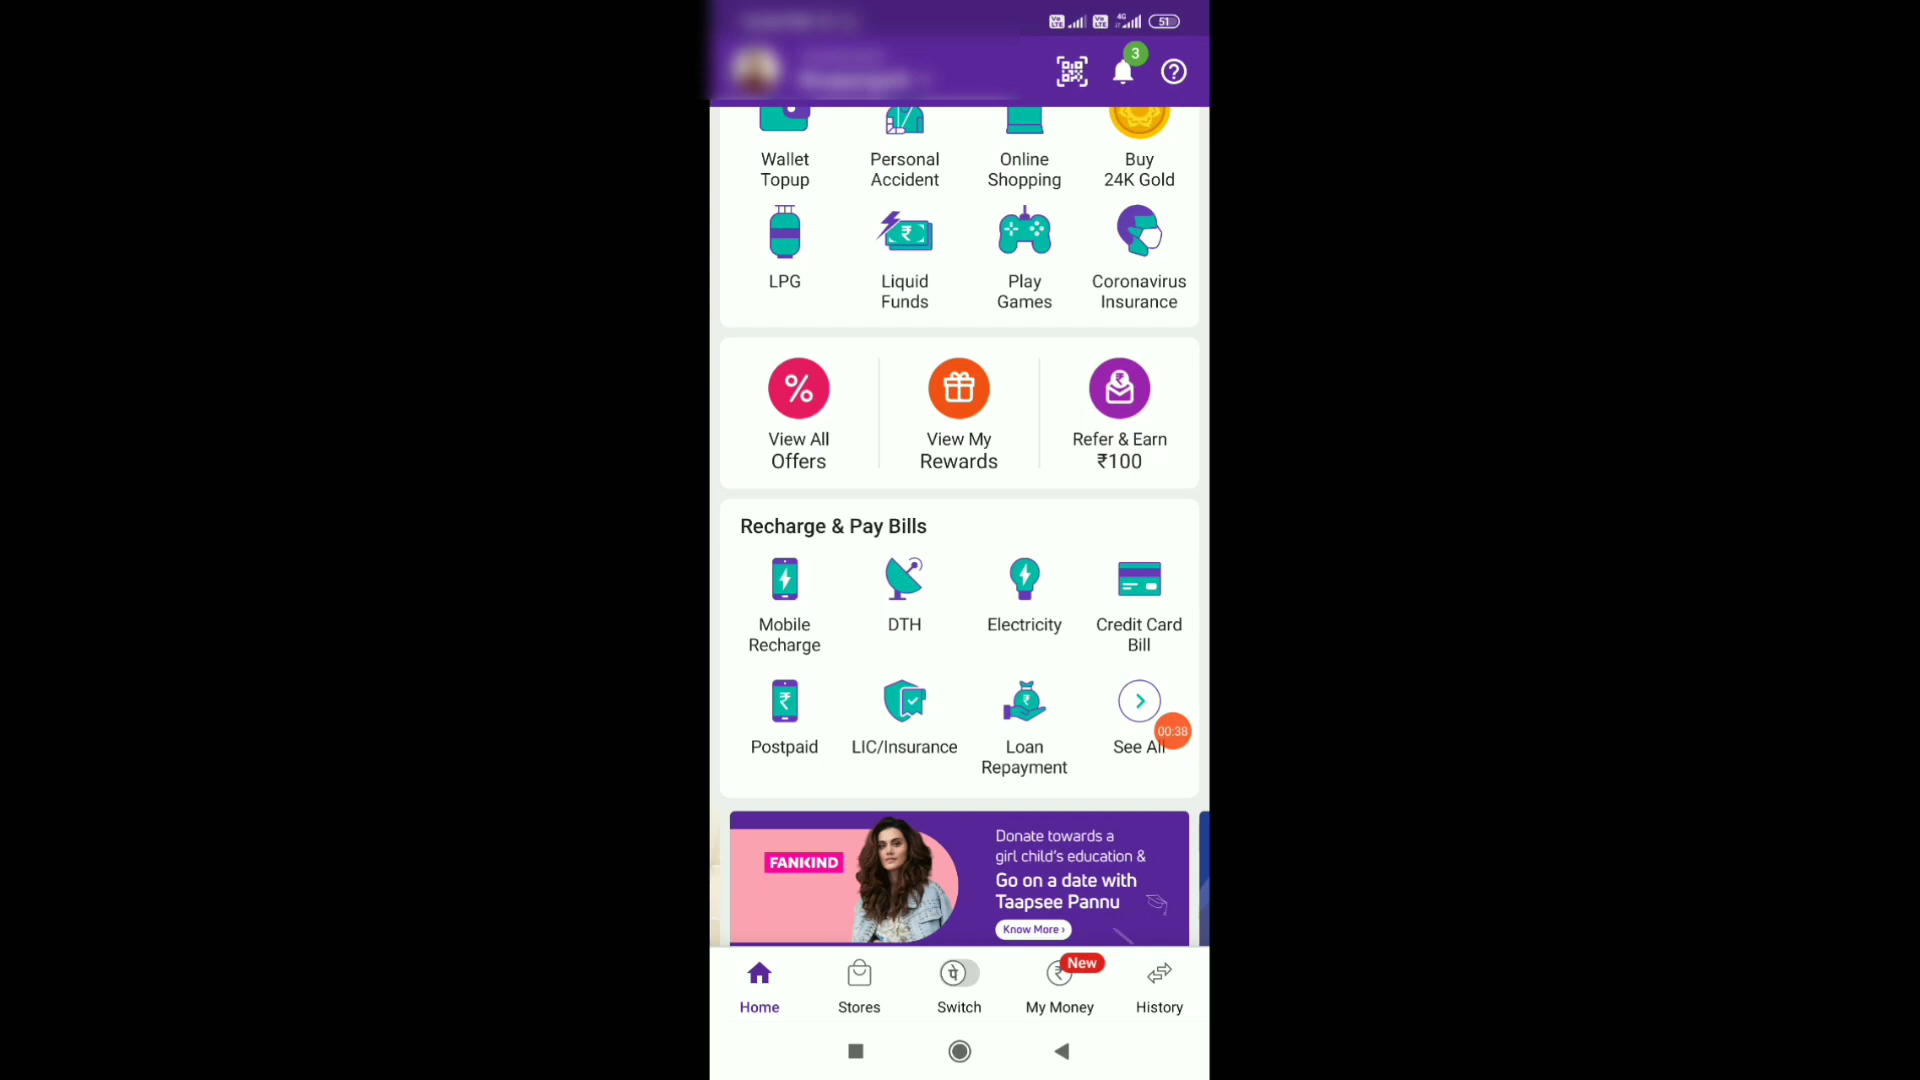 4G
51
3
Wallet
Topup
Personal
Accident
Online
Shopping
Buy
24K Gold
LPG
Liquid
Funds
Play
Games
Coronavirus
Insurance
View All
Offers
View My
Rewards
Refer & Earn
₹100
Recharge & Pay Bills
Mobile
Recharge
DTH
Electricity
Credit Card
Bill
Postpaid
LIC/Insurance
Loan
Repayment
See All
00:38
FANKIND
Donate towards a
girl child's education &
Go on a date with
Taapsee Pannu
Know More ›
पे
₹
New
Home
Stores
Switch
My Money
History